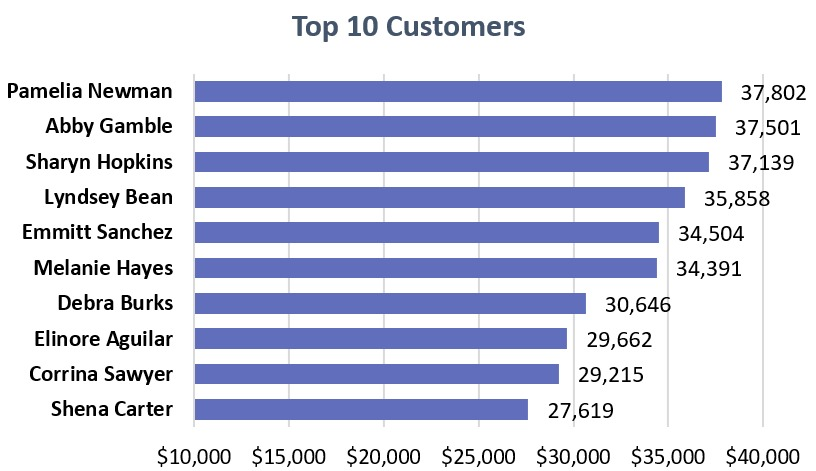 Top 10 Customers
Pamelia Newman 37,802
Abby Gamble 37,501
Sharyn Hopkins 37,139
Lyndsey Bean 35,858
Emmitt Sanchez 34,504
Melanie Hayes 34,391
Debra Burks 30,646
Elinore Aguilar 29,662
Corrina Sawyer 29,215
Shena Carter 27,619
$10,000 $15,000 $20,000 $25,000 $30,000 $35,000 $40,000